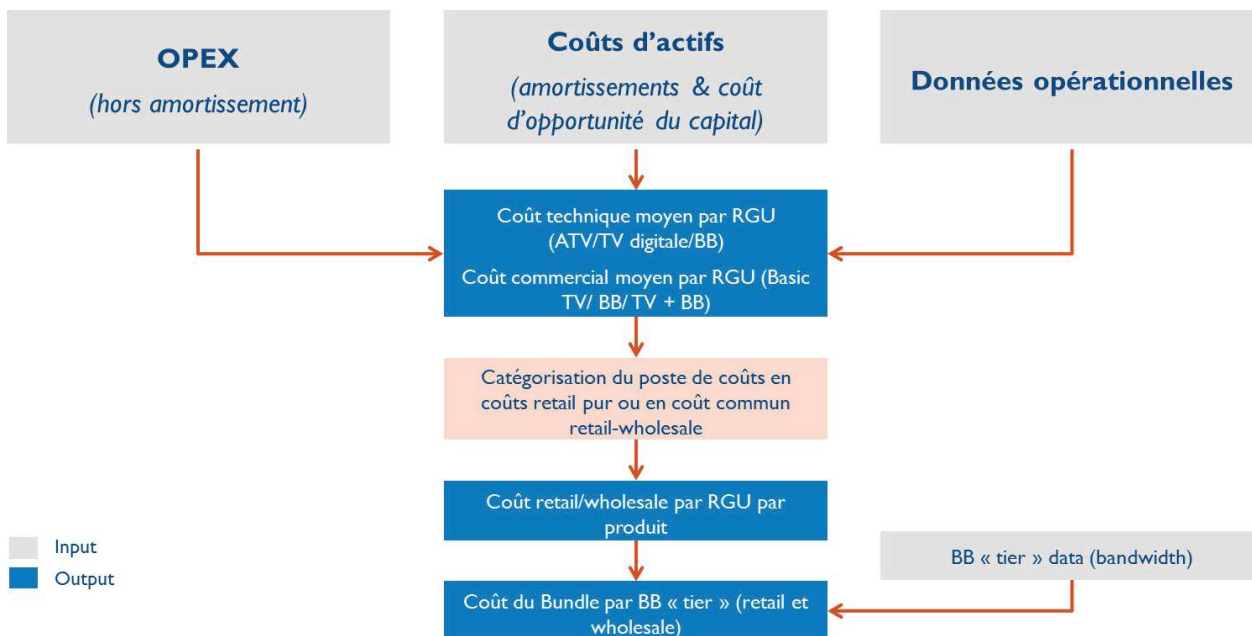 OPEX
(hors amortissement)
Coûts d'actifs
(amortissements & coût
d'opportunité du capital)
Données opérationnelles
Coût technique moyen par RGU
(ATV/TV digitale/BB)
Coût commercial moyen par RGU (Basic
TV/ BB/ TV + BB)
Catégorisation du poste de coûts en
coûts retail pur ou en coût commun
retail-wholesale
Coût retail/wholesale par RGU par
produit
Input
Output
BB « tier » data (bandwidth)
Coût du Bundle par BB « tier » (retail et
wholesale)